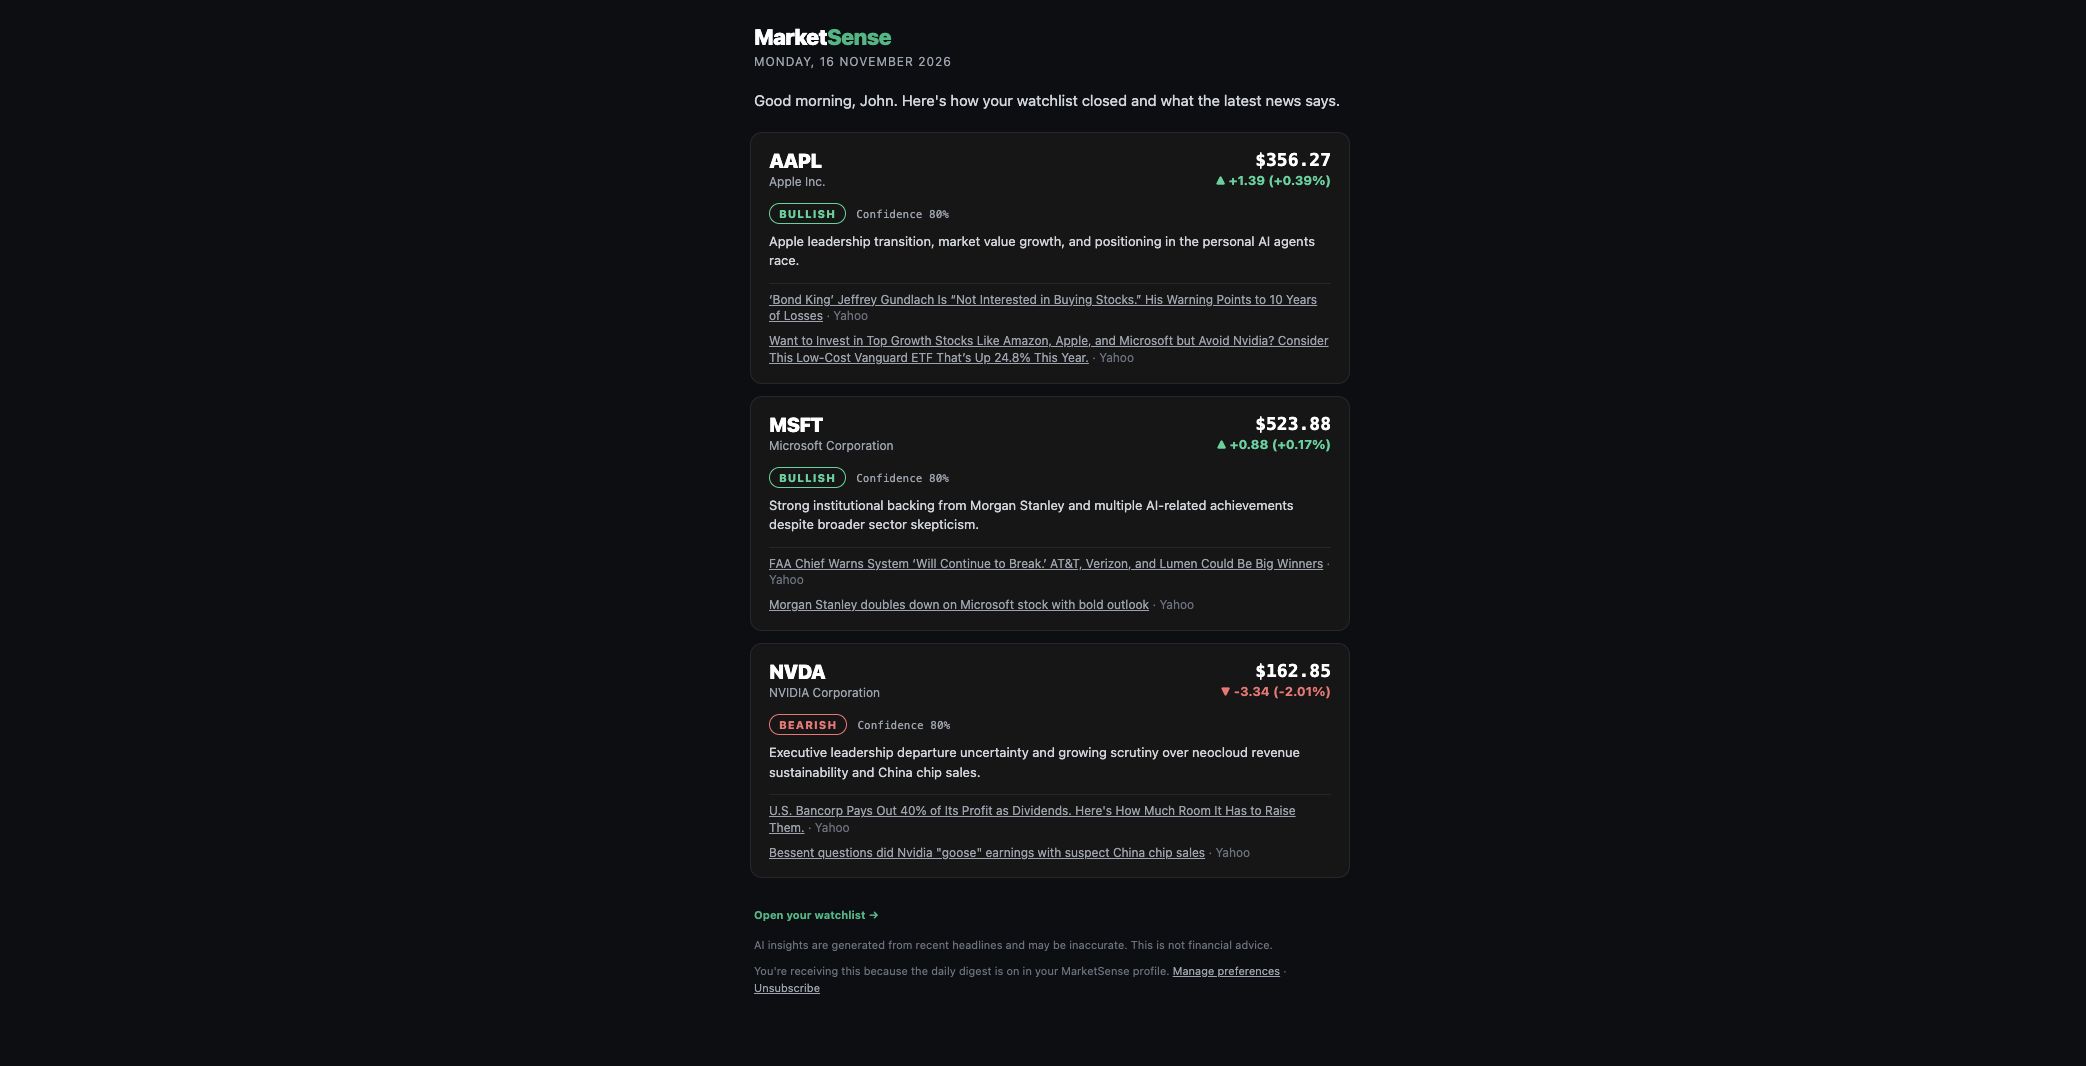 MarketSense
MONDAY, 16 NOVEMBER 2026
Good morning, John. Here's how your watchlist closed and what the latest news says.
AAPL
$356.27
Apple Inc.
▲ +1.39 (+0.39%)
BULLISH
Confidence 80%
Apple leadership transition, market value growth, and positioning in the personal AI agents
race.
‘Bond King’ Jeffrey Gundlach Is “Not Interested in Buying Stocks.” His Warning Points to 10 Years
of Losses · Yahoo
Want to Invest in Top Growth Stocks Like Amazon, Apple, and Microsoft but Avoid Nvidia? Consider
This Low-Cost Vanguard ETF That’s Up 24.8% This Year. · Yahoo
MSFT
$523.88
Microsoft Corporation
▲ +0.88 (+0.17%)
BULLISH
Confidence 80%
Strong institutional backing from Morgan Stanley and multiple AI-related achievements
despite broader sector skepticism.
FAA Chief Warns System ‘Will Continue to Break.’ AT&T, Verizon, and Lumen Could Be Big Winners ·
Yahoo
Morgan Stanley doubles down on Microsoft stock with bold outlook · Yahoo
NVDA
$162.85
NVIDIA Corporation
▼ -3.34 (-2.01%)
BEARISH
Confidence 80%
Executive leadership departure uncertainty and growing scrutiny over neocloud revenue
sustainability and China chip sales.
U.S. Bancorp Pays Out 40% of Its Profit as Dividends. Here's How Much Room It Has to Raise
Them. · Yahoo
Bessent questions did Nvidia "goose" earnings with suspect China chip sales · Yahoo
Open your watchlist →
AI insights are generated from recent headlines and may be inaccurate. This is not financial advice.
You're receiving this because the daily digest is on in your MarketSense profile. Manage preferences ·
Unsubscribe